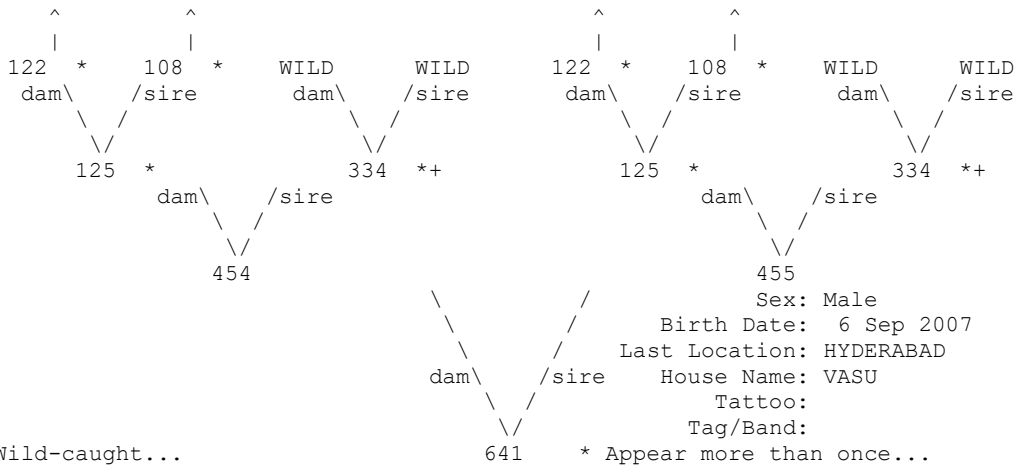 ^ ^ ^ ^
| | | |
122 * 108 * WILD WILD 122 * 108 * WILD WILD
dam\ /sire dam\ /sire dam\ /sire dam\ /sire
\ / \ / \ / \ /
\/ \/ \/ \/
125 * 334 *+ 125 * 334 *+
dam\ /sire dam\ /sire
\ / \ /
\/ \/
454 455
\ / Sex: Male
\ / Birth Date: 6 Sep 2007
\ / Last Location: HYDERABAD
dam\ /sire House Name: VASU
\ / Tattoo:
\/ Tag/Band:
Wild-caught... 641 * Appear more than once...